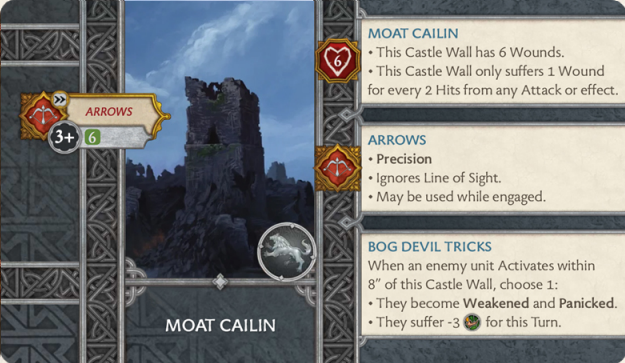 ARROWS
3+
6
MOAT CAILIN
6
MOAT CAILIN
• This Castle Wall has 6 Wounds.
• This Castle Wall only suffers 1 Wound
for every 2 Hits from any Attack or effect.
ARROWS
• Precision
• Ignores Line of Sight.
• May be used while engaged.
BOG DEVIL TRICKS
When an enemy unit Activates within
8" of this Castle Wall, choose 1:
• They become Weakened and Panicked.
• They suffer -3 for this Turn.